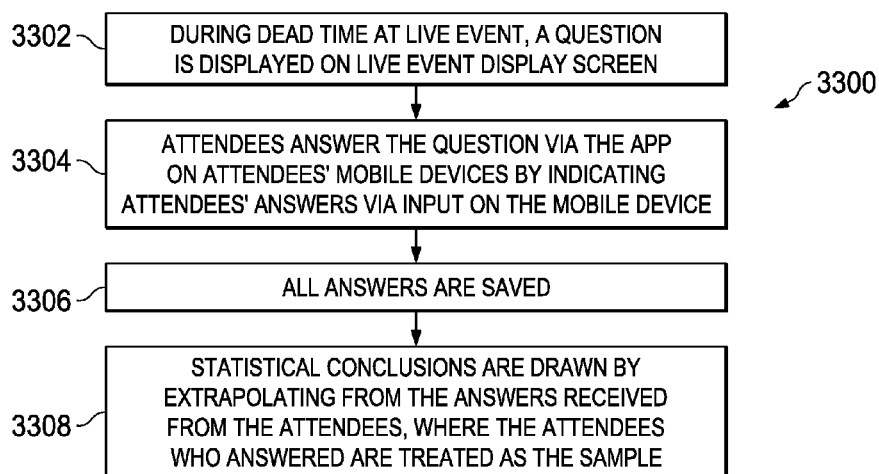 3302
DURING DEAD TIME AT LIVE EVENT, A QUESTION
IS DISPLAYED ON LIVE EVENT DISPLAY SCREEN
3300
3304
ATTENDEES ANSWER THE QUESTION VIA THE APP
ON ATTENDEES' MOBILE DEVICES BY INDICATING
ATTENDEES' ANSWERS VIA INPUT ON THE MOBILE DEVICE
3306
ALL ANSWERS ARE SAVED
3308
STATISTICAL CONCLUSIONS ARE DRAWN BY
EXTRAPOLATING FROM THE ANSWERS RECEIVED
FROM THE ATTENDEES, WHERE THE ATTENDEES
WHO ANSWERED ARE TREATED AS THE SAMPLE